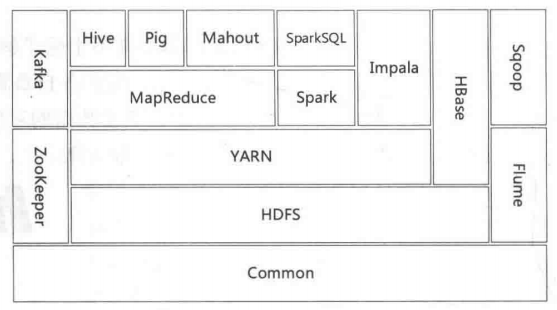 Kafka
Hive
Pig
Mahout
SparkSQL
Impala
HBase
Sqoop
MapReduce
Spark
ZooKeeper
YARN
Flume
HDFS
Common